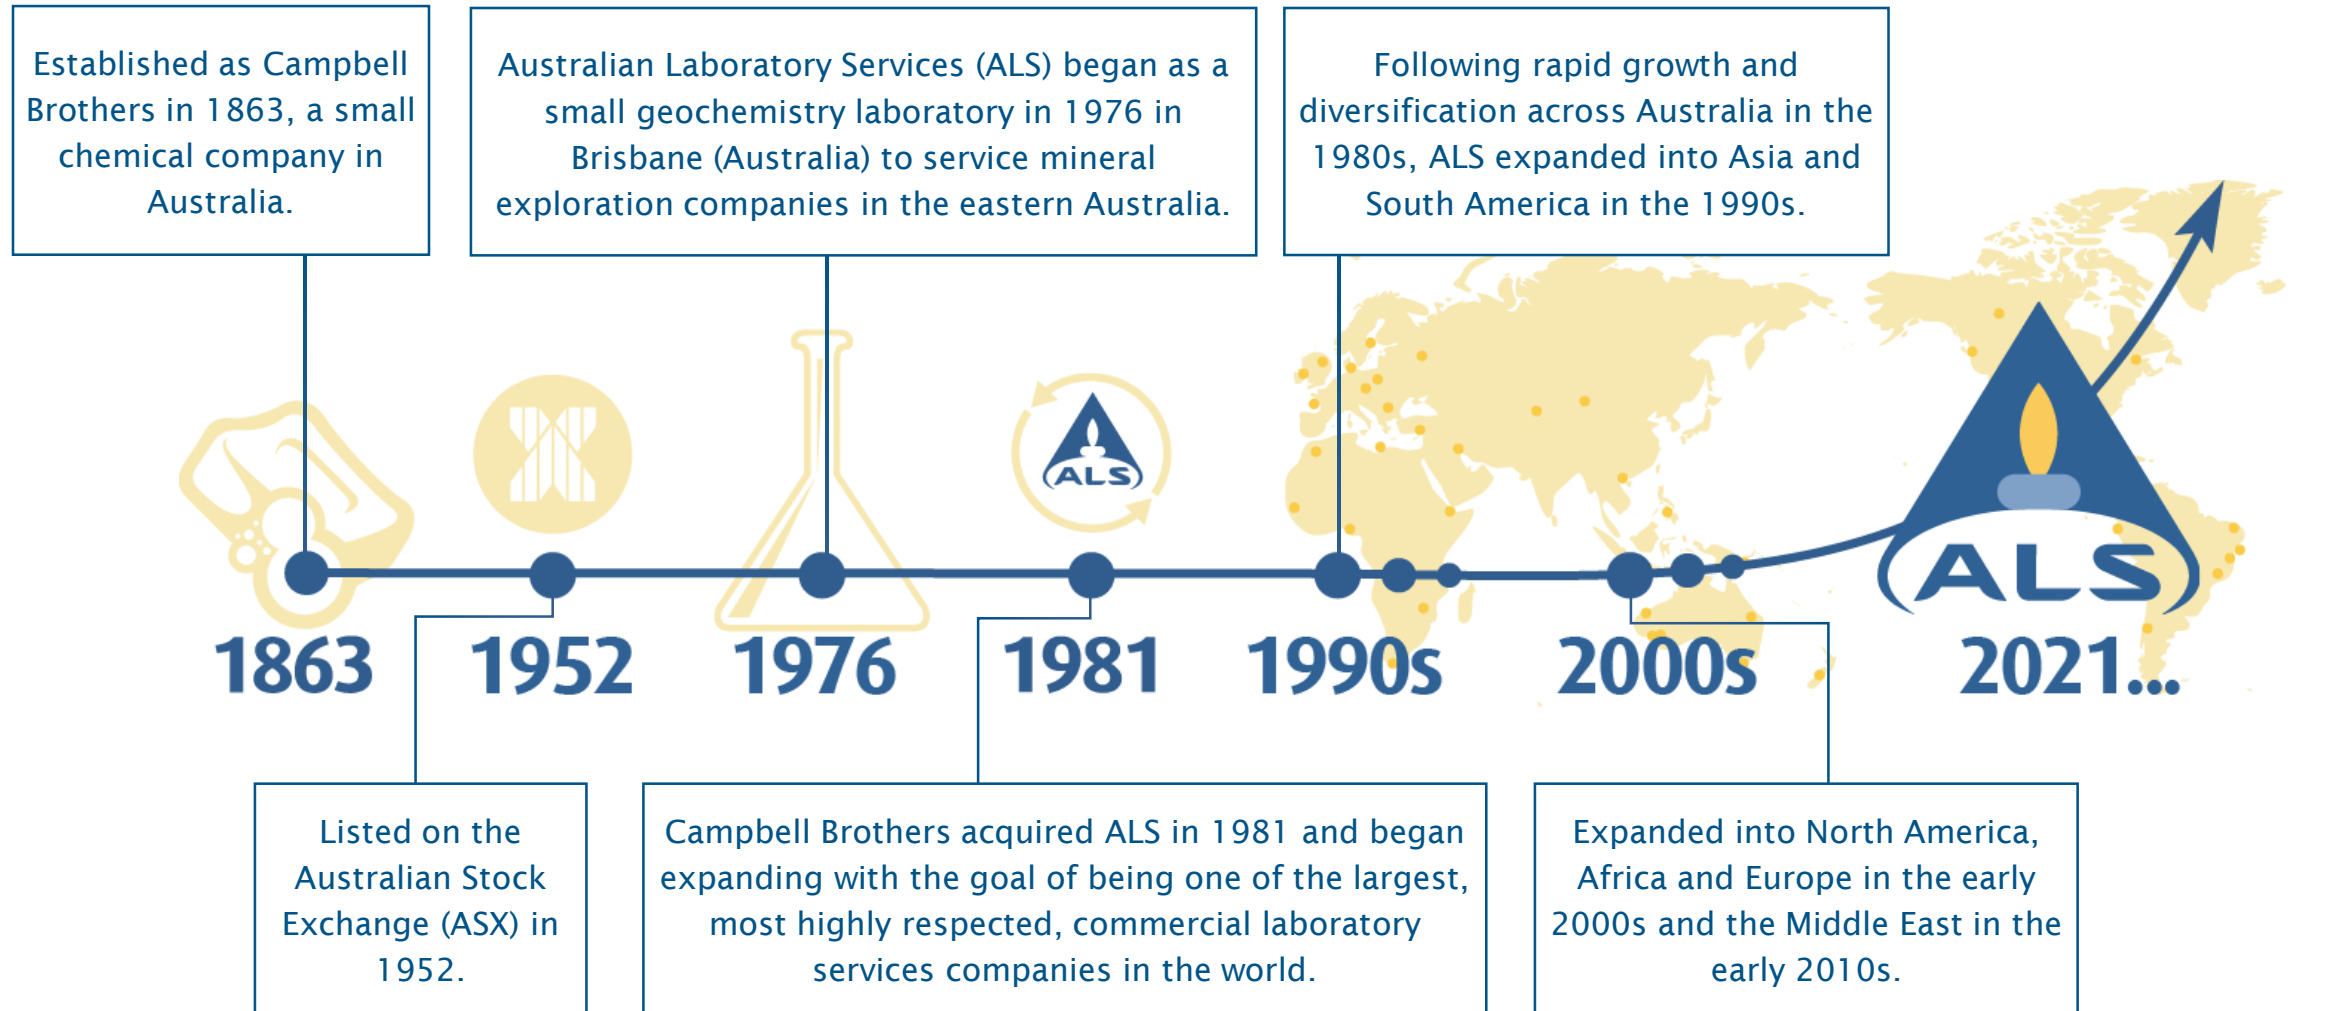 Established as Campbell
Brothers in 1863, a small
chemical company in
Australia.
Australian Laboratory Services (ALS) began as a
small geochemistry laboratory in 1976 in
Brisbane (Australia) to service mineral
exploration companies in the eastern Australia.
Following rapid growth and
diversification across Australia in the
1980s, ALS expanded into Asia and
South America in the 1990s.
ALS
ALS
1863
1952
1976
1981
1990s
2000s
2021...
Listed on the
Australian Stock
Exchange (ASX) in
1952.
Campbell Brothers acquired ALS in 1981 and began
expanding with the goal of being one of the largest,
most highly respected, commercial laboratory
services companies in the world.
Expanded into North America,
Africa and Europe in the early
2000s and the Middle East in the
early 2010s.